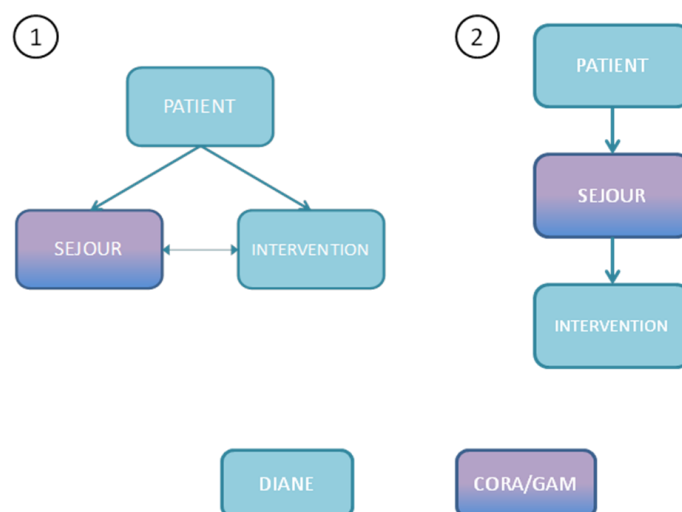 1
PATIENT
SEJOUR
INTERVENTION
2
PATIENT
SEJOUR
INTERVENTION
DIANE
CORA/GAM